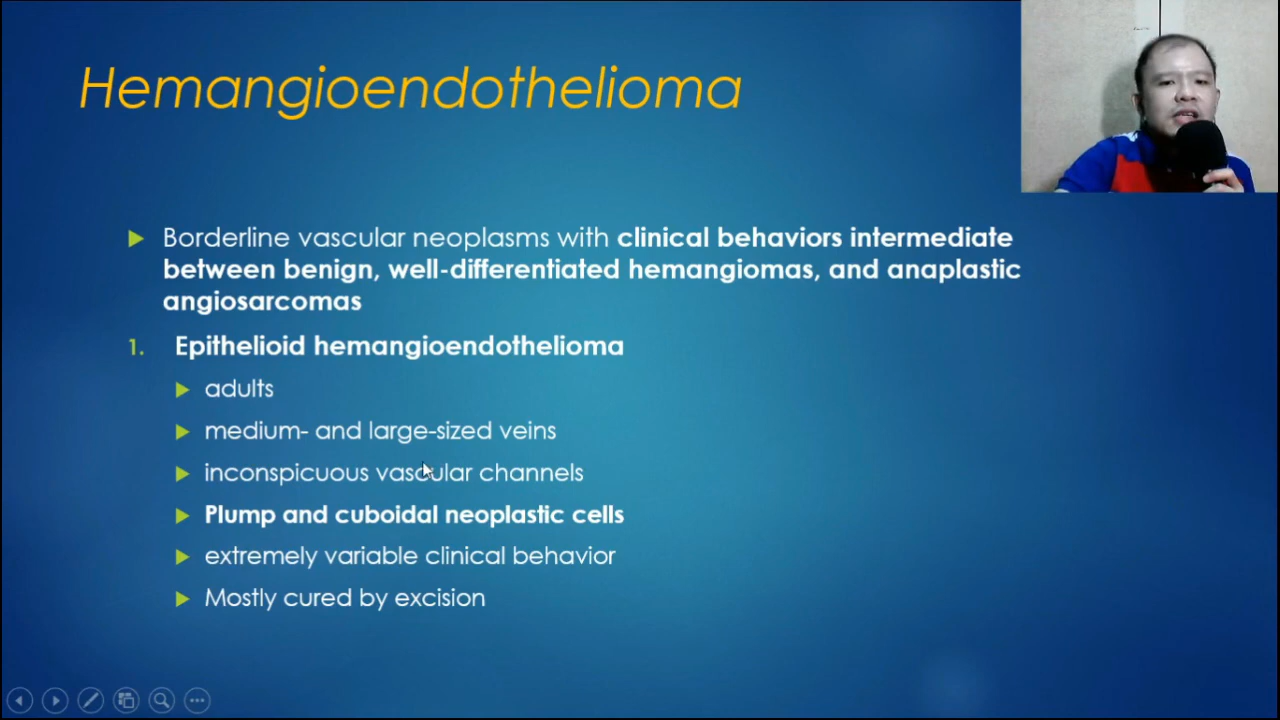 Hemangioendothelioma
Borderline vascular neoplasms with clinical behaviors intermediate
between benign, well-differentiated hemangiomas, and anaplastic
angiosarcomas
1. Epithelioid hemangioendothelioma
adults
medium- and large-sized veins
inconspicuous vascular channels
Plump and cuboidal neoplastic cells
extremely variable clinical behavior
Mostly cured by excision